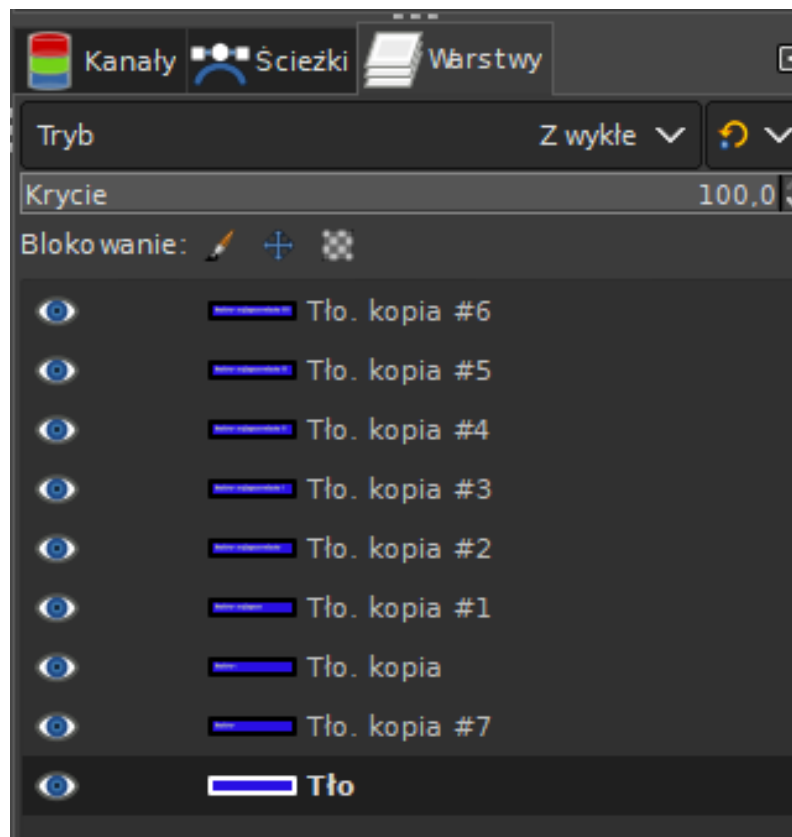 Kanały Ścieżki Warstwy
Tryb Zwykłe
Krycie 100,0
Blokowanie:
Tło. kopia #6
Tło. kopia #5
Tło. kopia #4
Tło. kopia #3
Tło. kopia #2
Tło. kopia #1
Tło. kopia
Tło. kopia #7
Tło